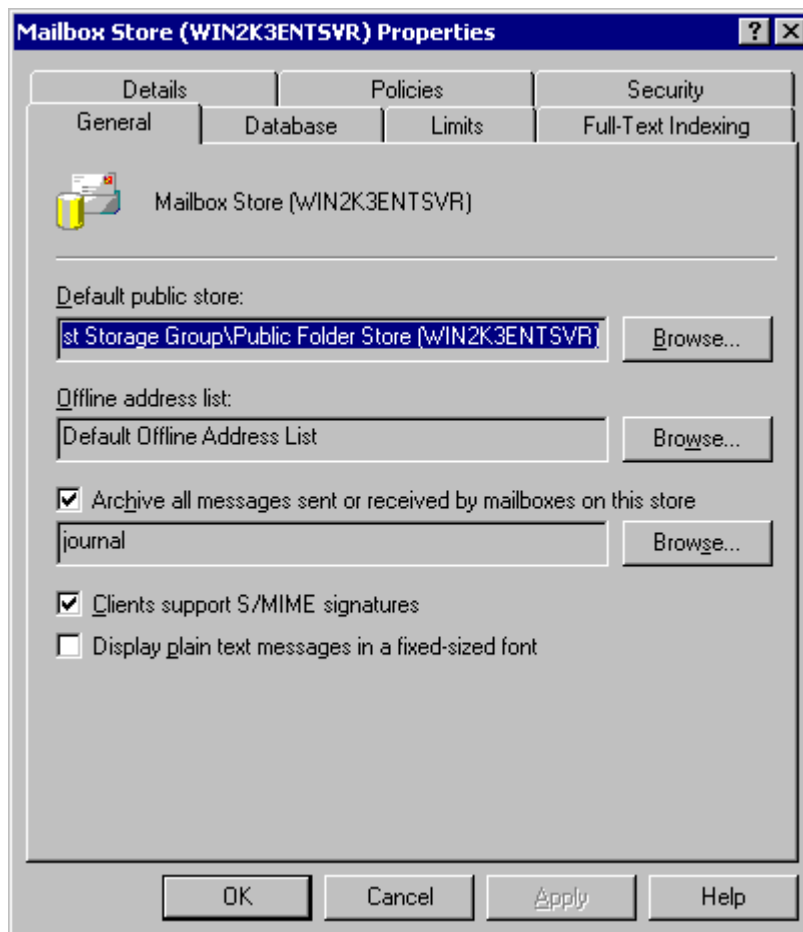 Mailbox Store (WIN2K3ENTSVR) Properties
Details Policies Security
General Database Limits Full-Text Indexing
Mailbox Store (WIN2K3ENTSVR)
Default public store:
st Storage Group\Public Folder Store (WIN2K3ENTSVR) Browse...
Offline address list:
Default Offline Address List Browse...
Archive all messages sent or received by mailboxes on this store
journal Browse...
Clients support S/MIME signatures
Display plain text messages in a fixed-sized font
OK Cancel Apply Help